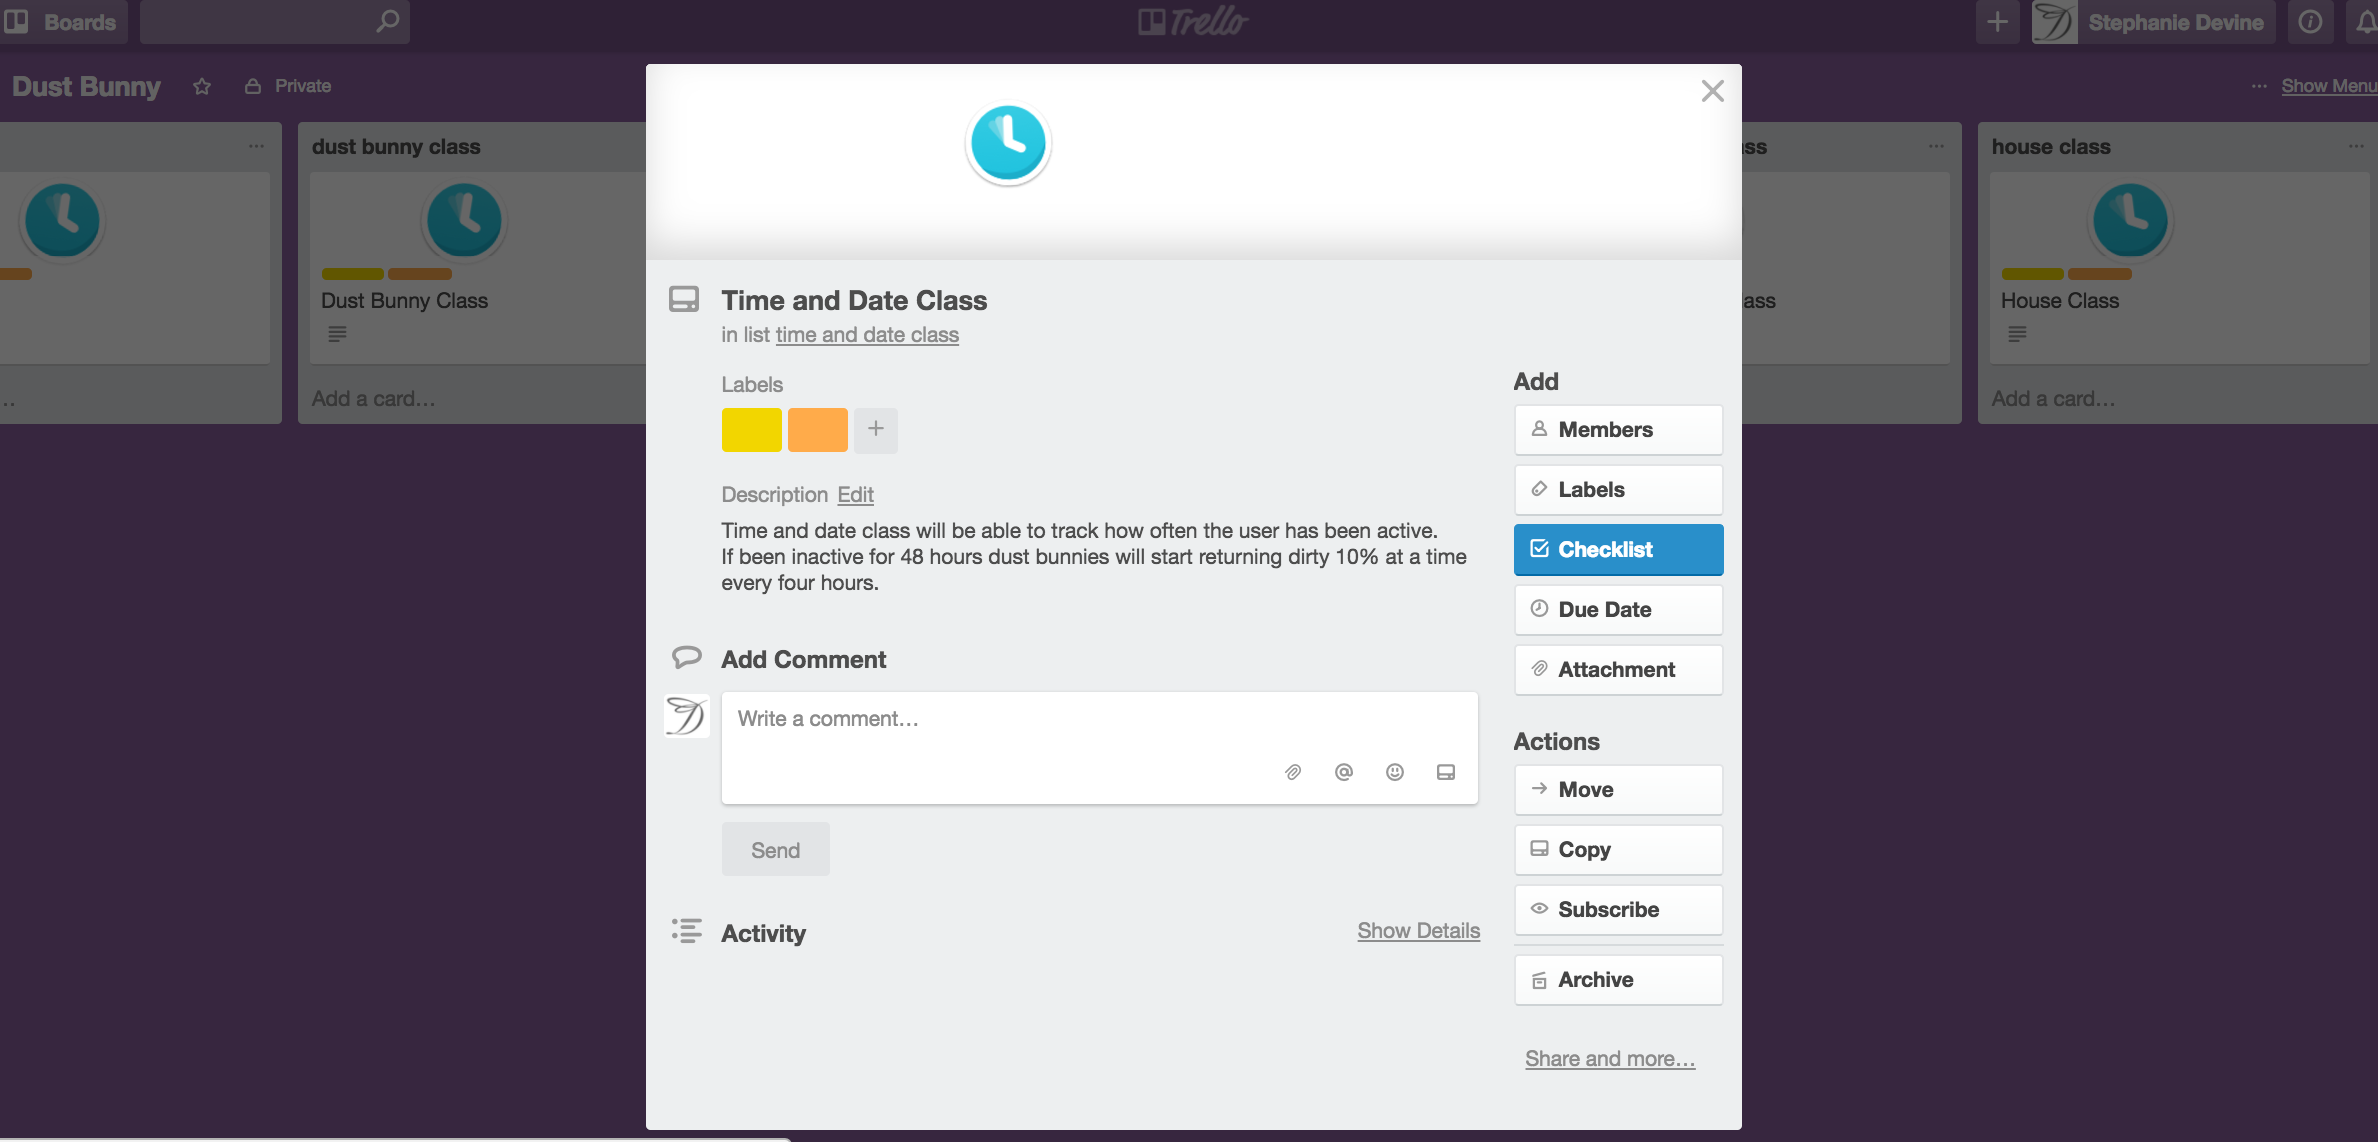 Boards
Trello
Stephanie Devine
Dust Bunny
Private
Show Menu
dust bunny class
Dust Bunny Class
Add a card…
Time and Date Class
in list time and date class
Labels
Description Edit
Time and date class will be able to track how often the user has been active.
If been inactive for 48 hours dust bunnies will start returning dirty 10% at a time
every four hours.
Add Comment
Write a comment…
Send
Activity
Show Details
Add
Members
Labels
Checklist
Due Date
Attachment
Actions
Move
Copy
Subscribe
Archive
Share and more…
house class
House Class
Add a card…